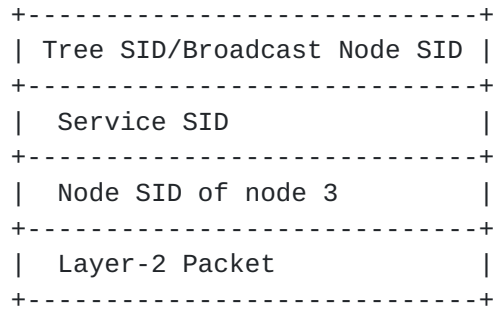 Tree SID/Broadcast Node SID
Service SID
Node SID of node 3
Layer-2 Packet